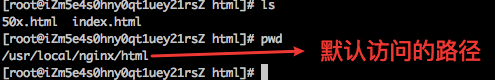 [root@iZm5e4s0hny0qt1uey21rsZ html]# ls
50x.html  index.html
[root@iZm5e4s0hny0qt1uey21rsZ html]# pwd
/usr/local/nginx/html 默认访问的路径
[root@iZm5e4s0hny0qt1uey21rsZ html]#